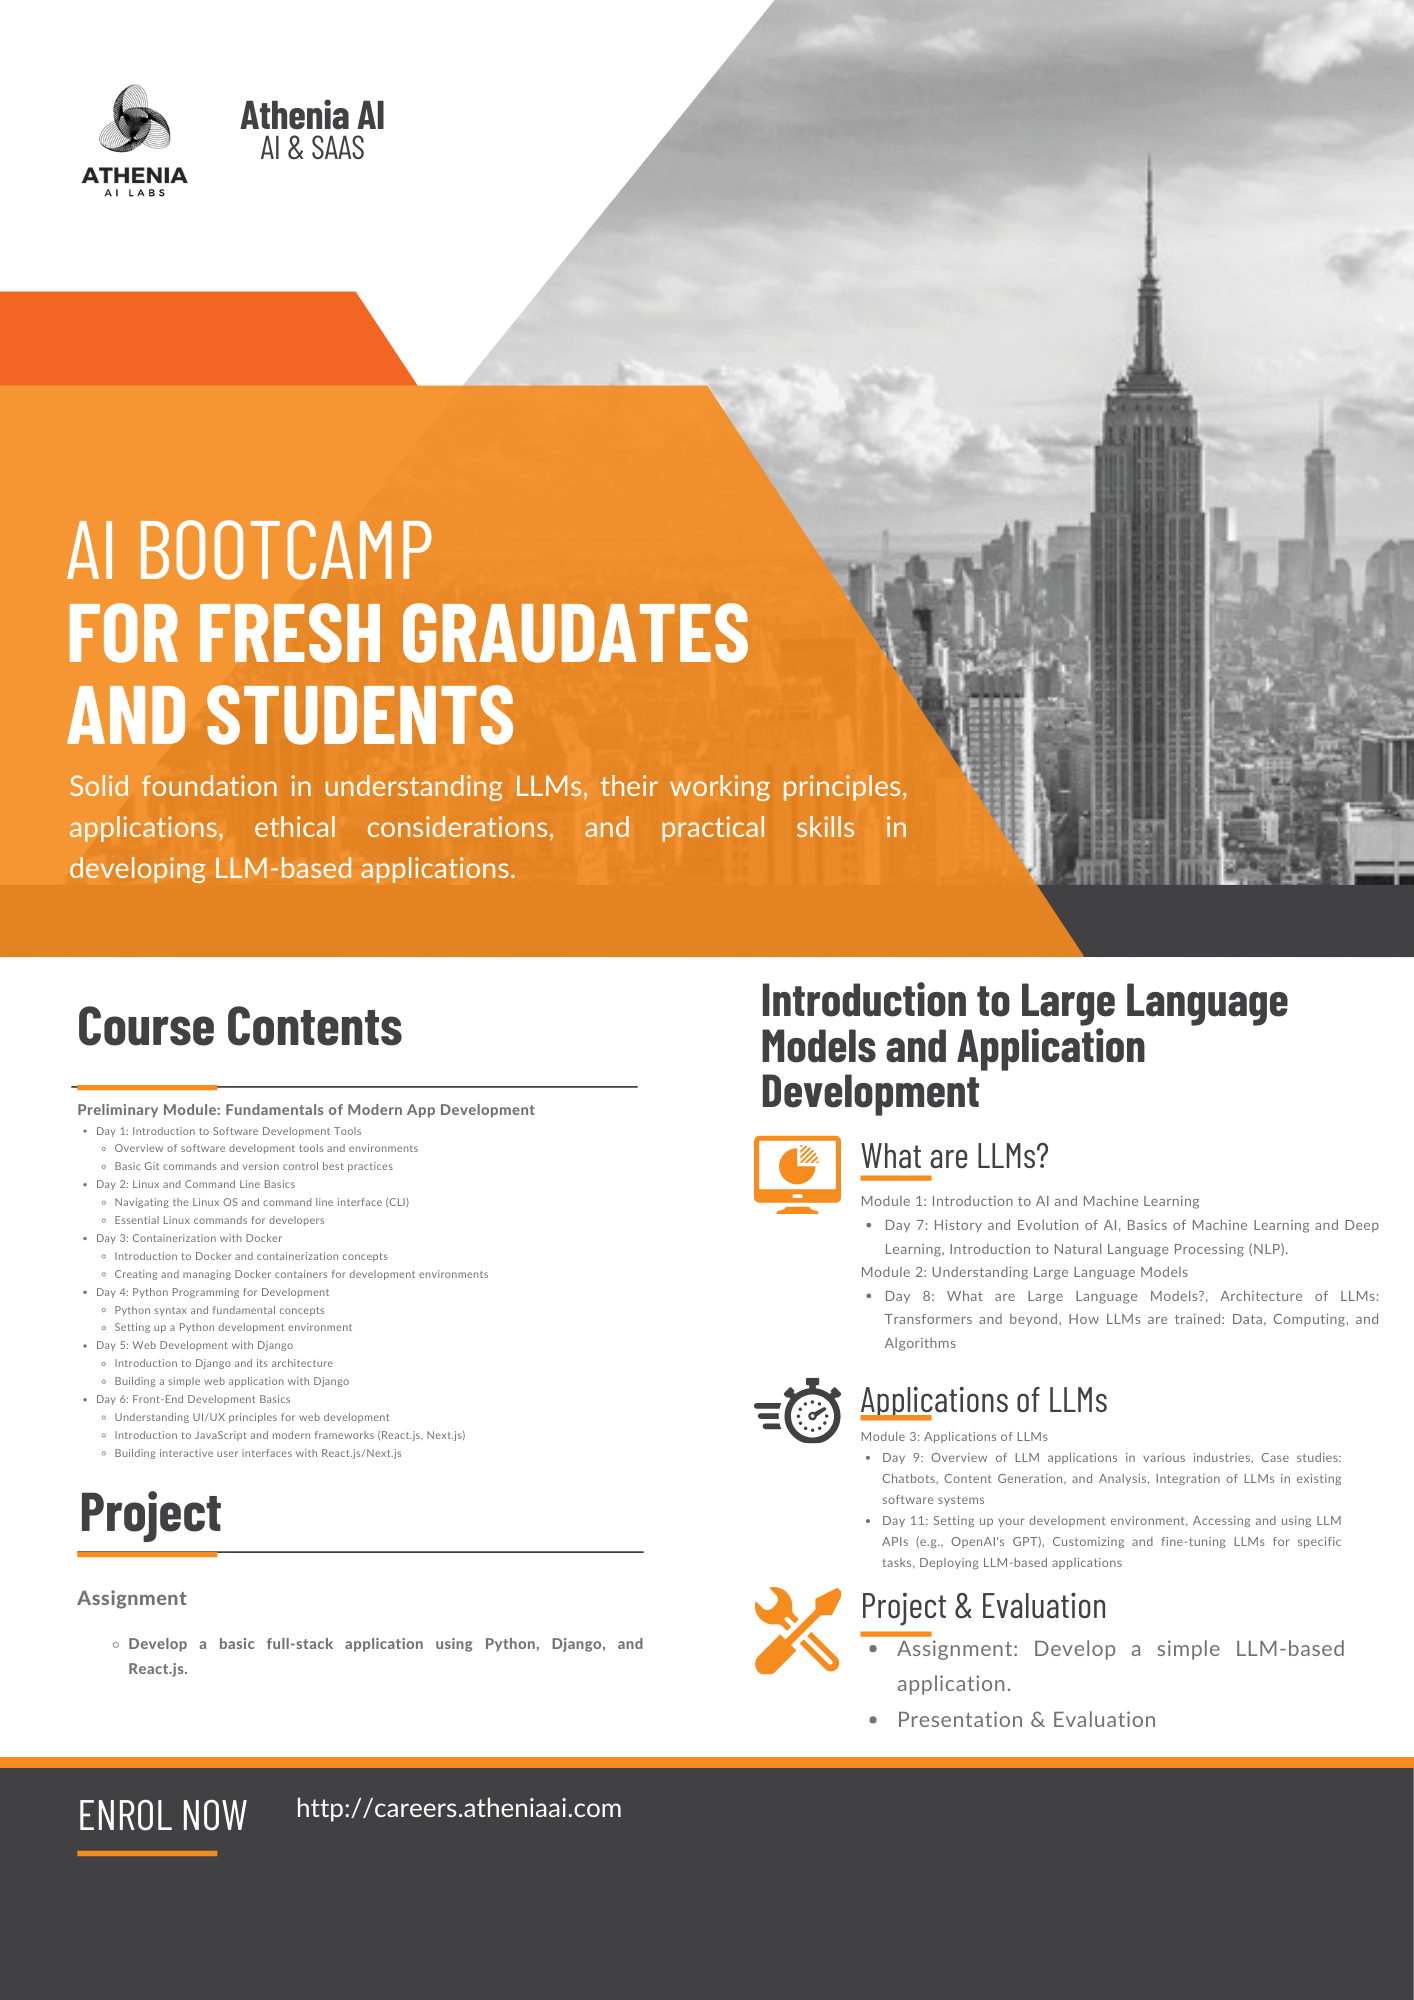 ATHENIA
AI LABS
Athenia AI
AI & SAAS
AI BOOTCAMP
FOR FRESH GRAUDATES
AND STUDENTS
Solid foundation in understanding LLMs, their working principles,
applications, ethical considerations, and practical skills in
developing LLM-based applications.
Course Contents
Preliminary Module: Fundamentals of Modern App Development
Day 1: Introduction to Software Development Tools
Overview of software development tools and environments
Basic Git commands and version control best practices
Day 2: Linux and Command Line Basics
Navigating the Linux OS and command line interface (CLI)
Essential Linux commands for developers
Day 3: Containerization with Docker
Introduction to Docker and containerization concepts
Creating and managing Docker containers for development environments
Day 4: Python Programming for Development
Python syntax and fundamental concepts
Setting up a Python development environment
Day 5: Web Development with Django
Introduction to Django and its architecture
Building a simple web application with Django
Day 6: Front-End Development Basics
Understanding UI/UX principles for web development
Introduction to JavaScript and modern frameworks (React.js, Next.js)
Building interactive user interfaces with React.js/Next.js
Project
Assignment
Develop a basic full-stack application using Python, Django, and
React.js.
Introduction to Large Language
Models and Application
Development
What are LLMs?
Module 1: Introduction to AI and Machine Learning
Day 7: History and Evolution of AI, Basics of Machine Learning and Deep
Learning, Introduction to Natural Language Processing (NLP).
Module 2: Understanding Large Language Models
Day 8: What are Large Language Models?, Architecture of LLMs:
Transformers and beyond, How LLMs are trained: Data, Computing, and
Algorithms
Applications of LLMs
Module 3: Applications of LLMs
Day 9: Overview of LLM applications in various industries, Case studies:
Chatbots, Content Generation, and Analysis, Integration of LLMs in existing
software systems
Day 11: Setting up your development environment, Accessing and using LLM
APIs (e.g., OpenAI's GPT), Customizing and fine-tuning LLMs for specific
tasks, Deploying LLM-based applications
Project & Evaluation
Assignment: Develop a simple LLM-based
application.
Presentation & Evaluation
ENROL NOW
http://careers.atheniaai.com